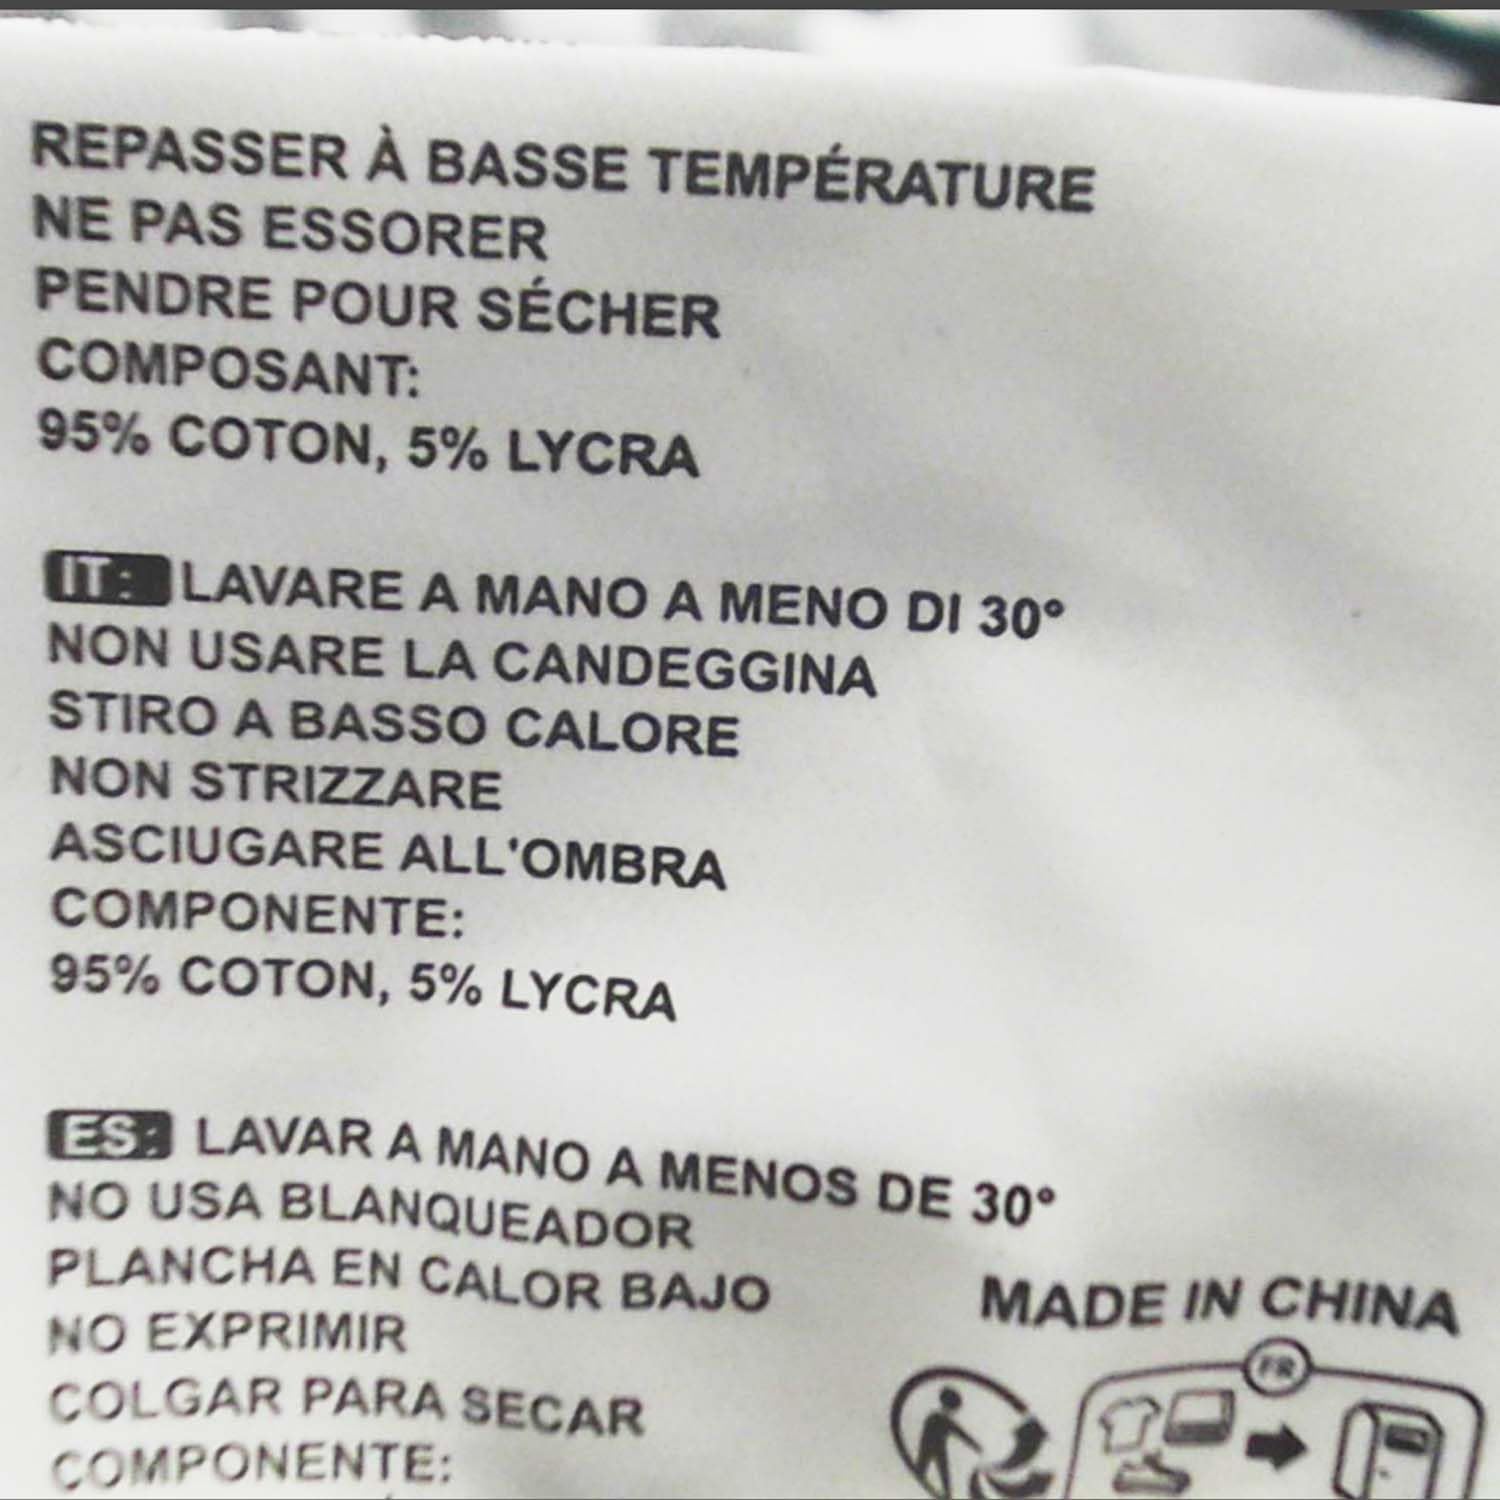 REPASSER À BASSE TEMPÉRATURE
NE PAS ESSORER
PENDRE POUR SÉCHER
COMPOSANT:
95% COTON, 5% LYCRA
IT: LAVARE A MANO A MENO DI 30°
NON USARE LA CANDEGGINA
STIRO A BASSO CALORE
NON STRIZZARE
ASCIUGARE ALL'OMBRA
COMPONENTE:
95% COTON, 5% LYCRA
ES: LAVAR A MANO A MENOS DE 30°
NO USA BLANQUEADOR
PLANCHA EN CALOR BAJO
NO EXPRIMIR
COLGAR PARA SECAR
COMPONENTE:
MADE IN CHINA
FR